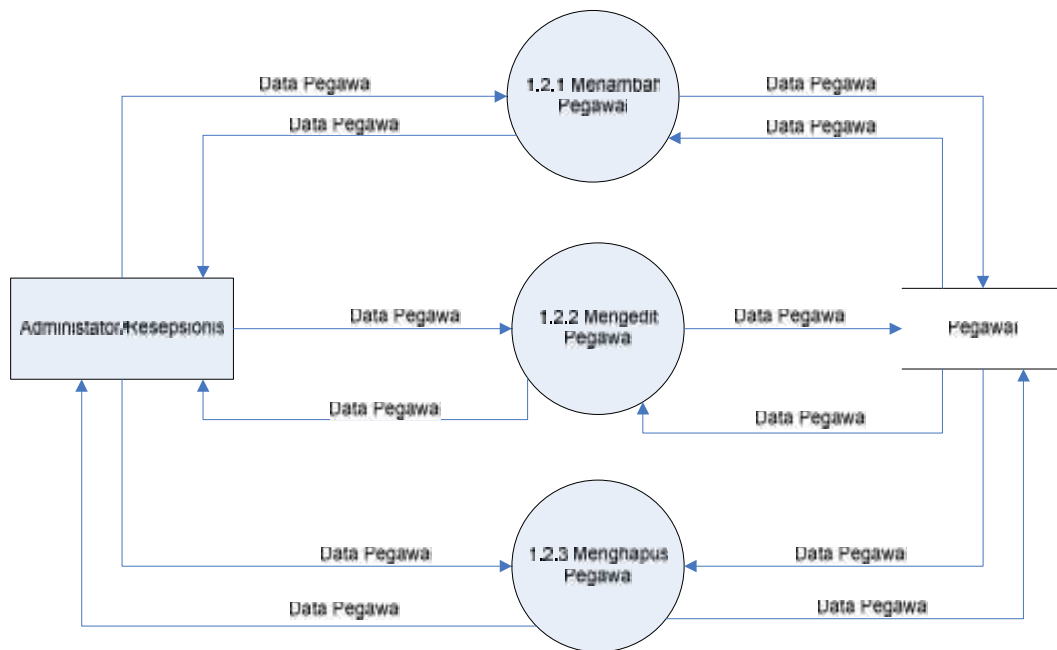 Data Pegawa
1.2.1 Menambah
Pegawai
Data Pegawa
Data Pegawa
Data Pegawa
Administator/Resepsionis
Data Pegawa
1.2.2 Mengedit
Pegawa
Data Pegawa
Pegawai
Data Pegawa
Data Pegawa
Data Pegawa
1.2.3 Menghapus
Pegawa
Data Pegawai
Data Pegawa
Data Pegawa